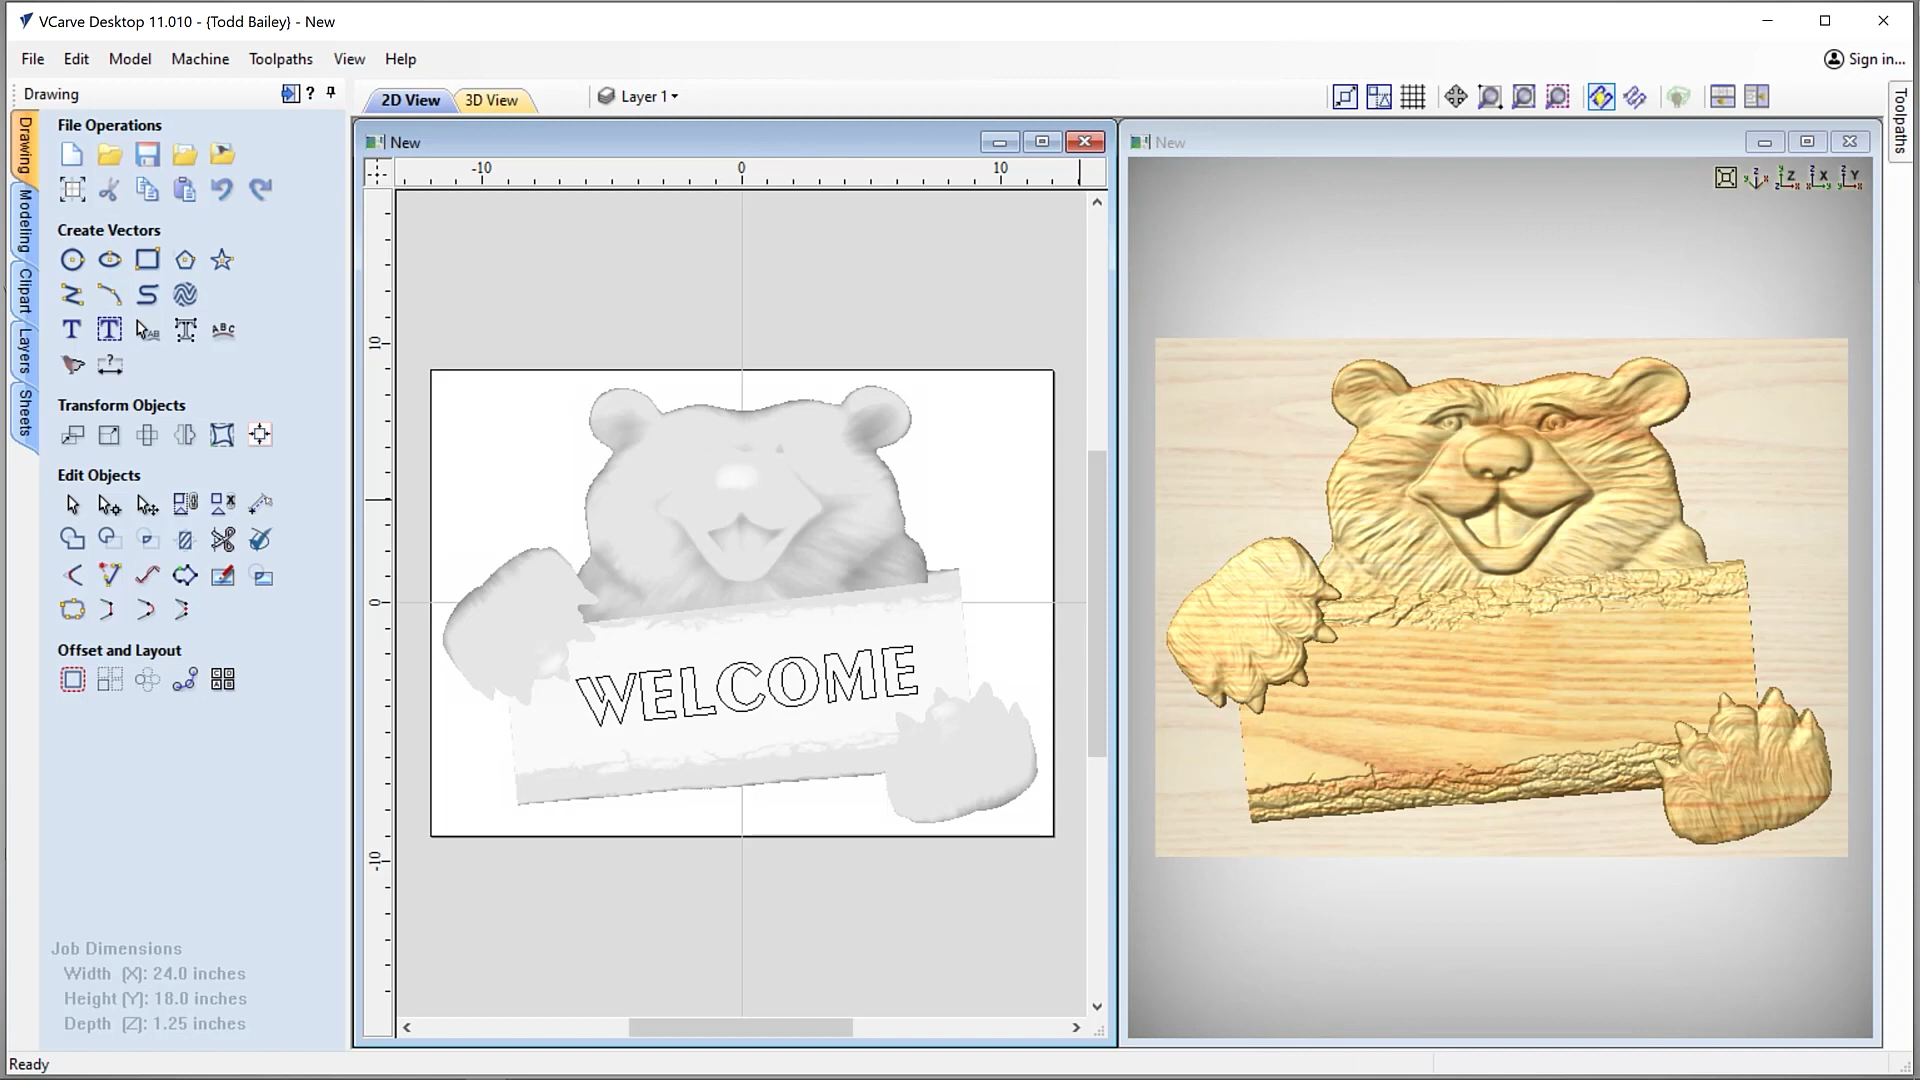 VCarve Desktop 11.010 - {Todd Bailey} - New
File Edit Model Machine Toolpaths View Help
Sign in...
Drawing
?
2D View
3D View
Layer 1
Toolpaths
Drawing
Modeling
Clipart
Layers
Sheets
File Operations
Create Vectors
Transform Objects
Edit Objects
Offset and Layout
Job Dimensions
Width (X): 24.0 inches
Height (Y): 18.0 inches
Depth (Z): 1.25 inches
New
-10 0 10
10
0
-10
WELCOME
New
Ready